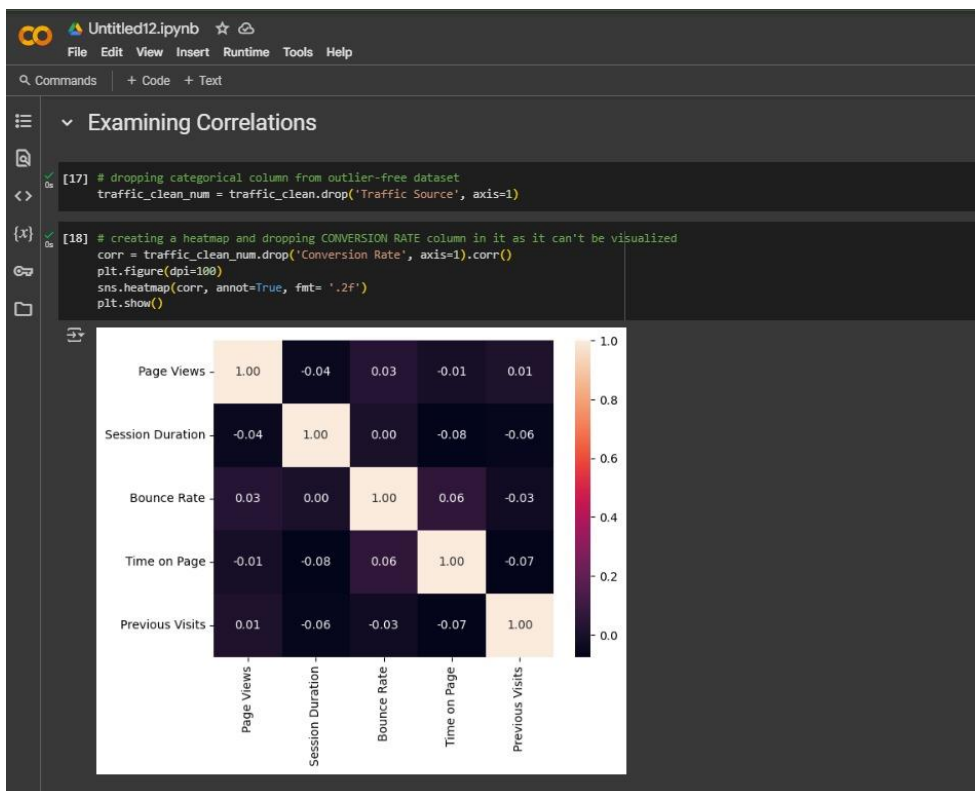 Untitled12.ipynb
File Edit View Insert Runtime Tools Help
Commands + Code + Text
Examining Correlations
[17] # dropping categorical column from outlier-free dataset
0s
traffic_clean_num = traffic_clean.drop('Traffic Source', axis=1)
[18] # creating a heatmap and dropping CONVERSION RATE column in it as it can't be visualized
0s
corr = traffic_clean_num.drop('Conversion Rate', axis=1).corr()
plt.figure(dpi=100)
sns.heatmap(corr, annot=True, fmt= '.2f')
plt.show()
1.0
Page Views 1.00 -0.04 0.03 -0.01 0.01
0.8
Session Duration -0.04 1.00 0.00 -0.08 -0.06
0.6
Bounce Rate 0.03 0.00 1.00 0.06 -0.03
0.4
Time on Page -0.01 -0.08 0.06 1.00 -0.07
0.2
Previous Visits 0.01 -0.06 -0.03 -0.07 1.00
0.0
Page Views
Session Duration
Bounce Rate
Time on Page
Previous Visits